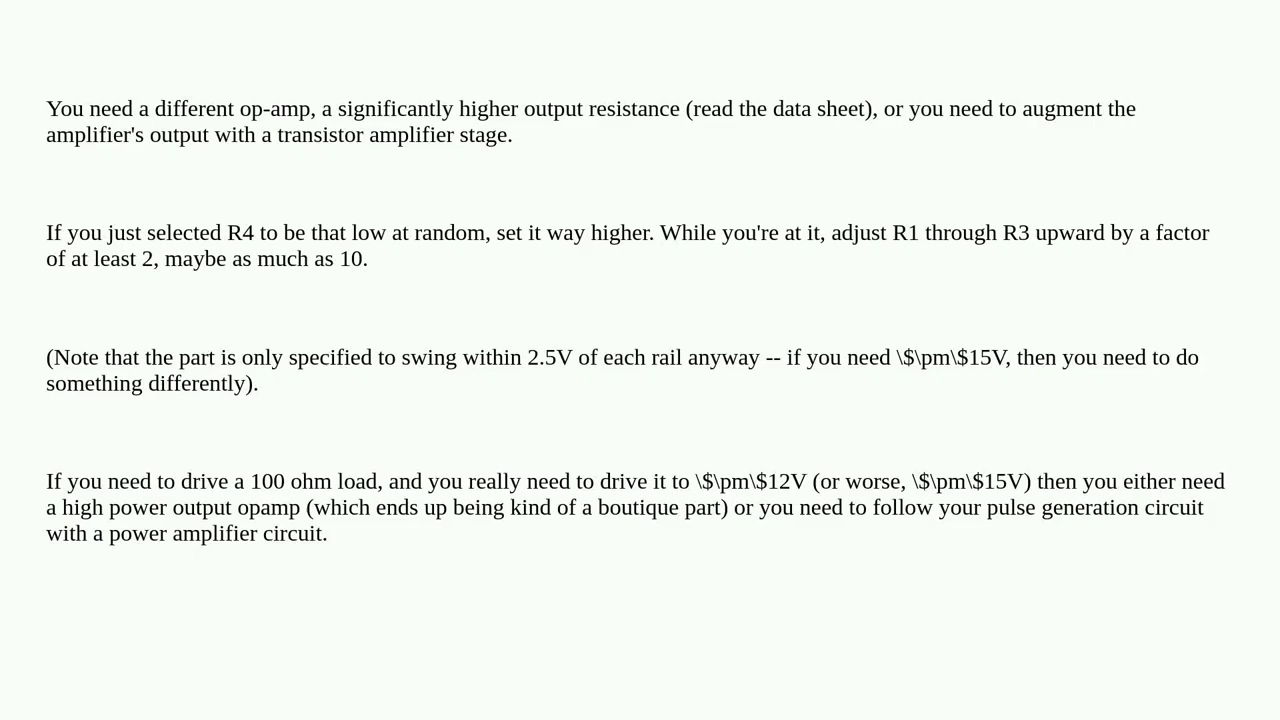 You need a different op-amp, a significantly higher output resistance (read the data sheet), or you need to augment the
amplifier's output with a transistor amplifier stage.
If you just selected R4 to be that low at random, set it way higher. While you're at it, adjust R1 through R3 upward by a factor
of at least 2, maybe as much as 10.
(Note that the part is only specified to swing within 2.5V of each rail anyway -- if you need \$\pm\$15V, then you need to do
something differently).
If you need to drive a 100 ohm load, and you really need to drive it to \$\pm\$12V (or worse, \$\pm\$15V) then you either need
a high power output opamp (which ends up being kind of a boutique part) or you need to follow your pulse generation circuit
with a power amplifier circuit.